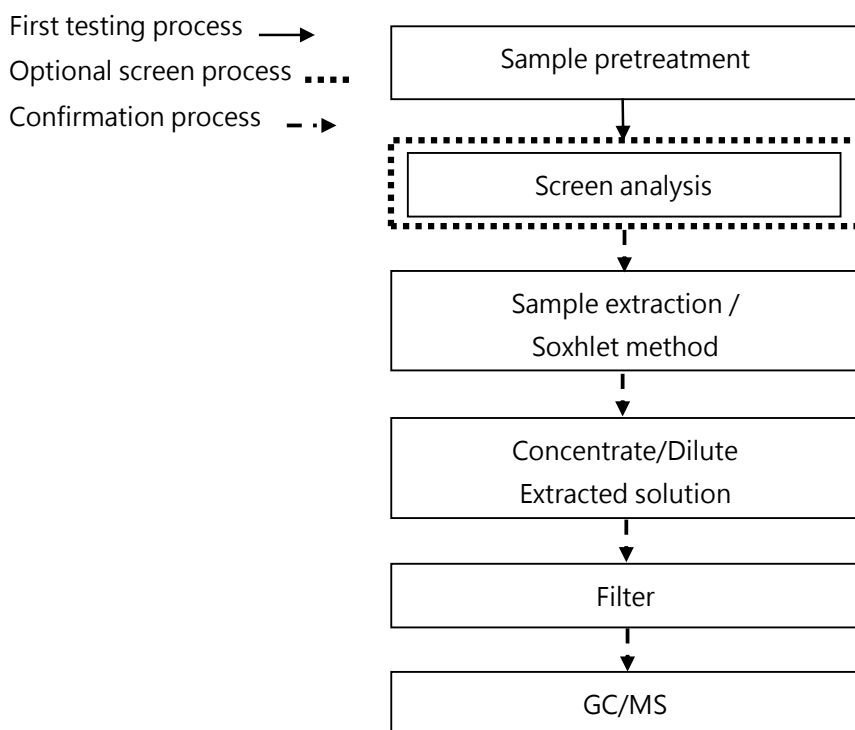 First testing process
Optional screen process
Confirmation process
Sample pretreatment
Screen analysis
Sample extraction /
Soxhlet method
Concentrate/Dilute
Extracted solution
Filter
GC/MS